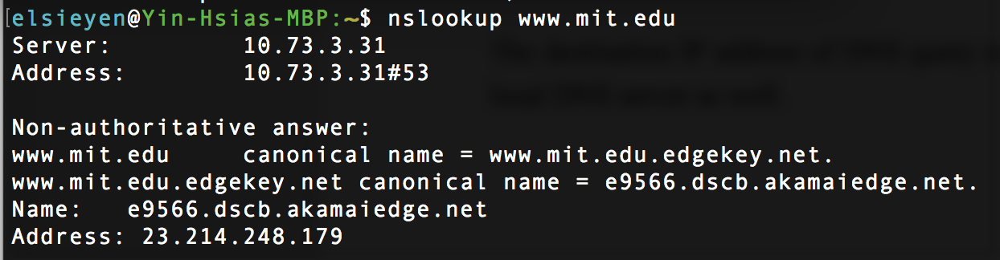 [elsieyen@Yin-Hsias-MBP:~$ nslookup www.mit.edu
Server:		10.73.3.31
Address:	10.73.3.31#53

Non-authoritative answer:
www.mit.edu	canonical name = www.mit.edu.edgekey.net.
www.mit.edu.edgekey.net canonical name = e9566.dscb.akamaiedge.net.
Name:	e9566.dscb.akamaiedge.net
Address: 23.214.248.179